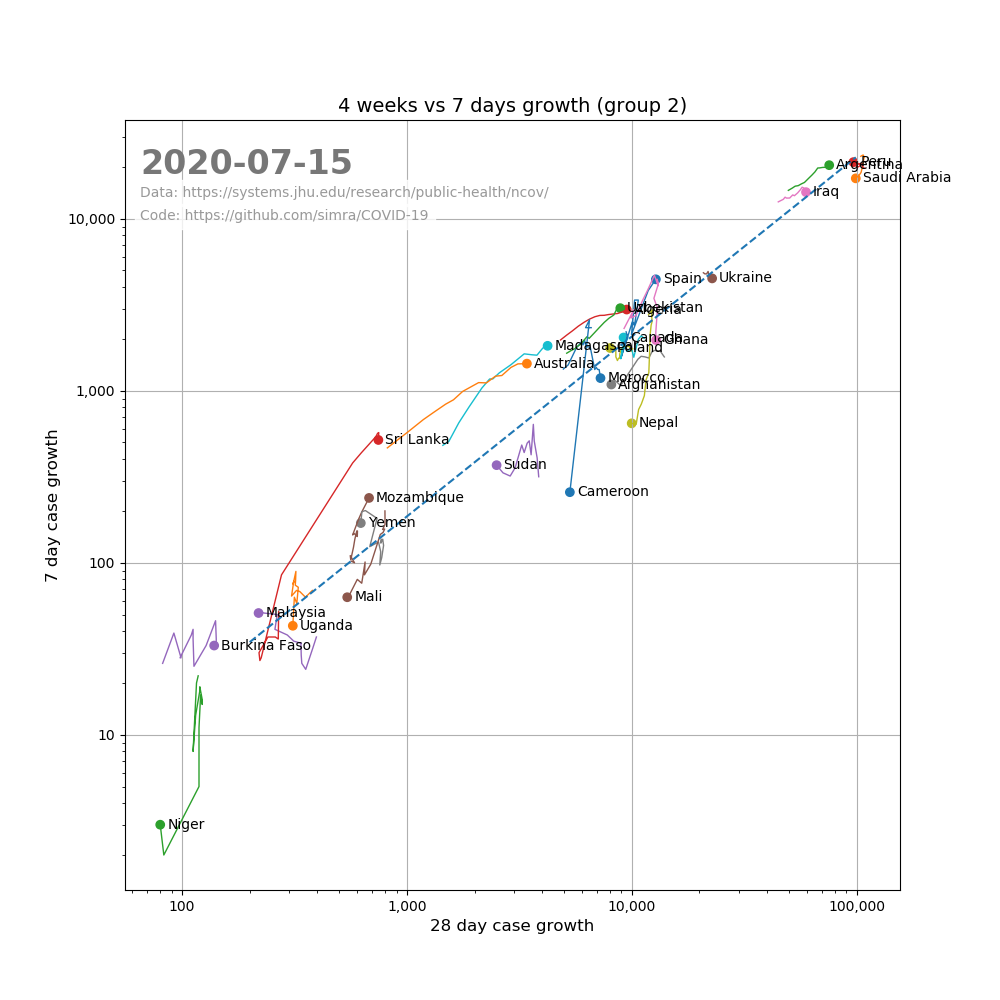 4 weeks vs 7 days growth (group 2)
2020-07-15
Data: https://systems.jhu.edu/research/public-health/ncov/
Code: https://github.com/simra/COVID-19
Peru
Argentina
Saudi Arabia
Iraq
Spain
Ukraine
Uzbekistan
Algeria
Canada
Ghana
Madagascar
Poland
Australia
Morocco
Afghanistan
Nepal
Sri Lanka
Sudan
Cameroon
Mozambique
Yemen
Mali
Malaysia
Uganda
Burkina Faso
Niger
10,000
1,000
100
10
7 day case growth
100
1,000
10,000
100,000
28 day case growth